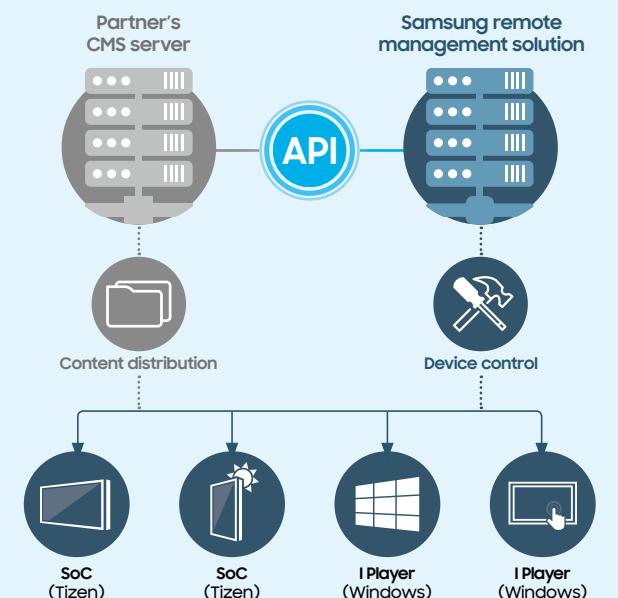 Partner's
CMS server
Samsung remote
management solution
API
Content distribution
Device control
SoC
(Tizen)
SoC
(Tizen)
I Player
(Windows)
I Player
(Windows)